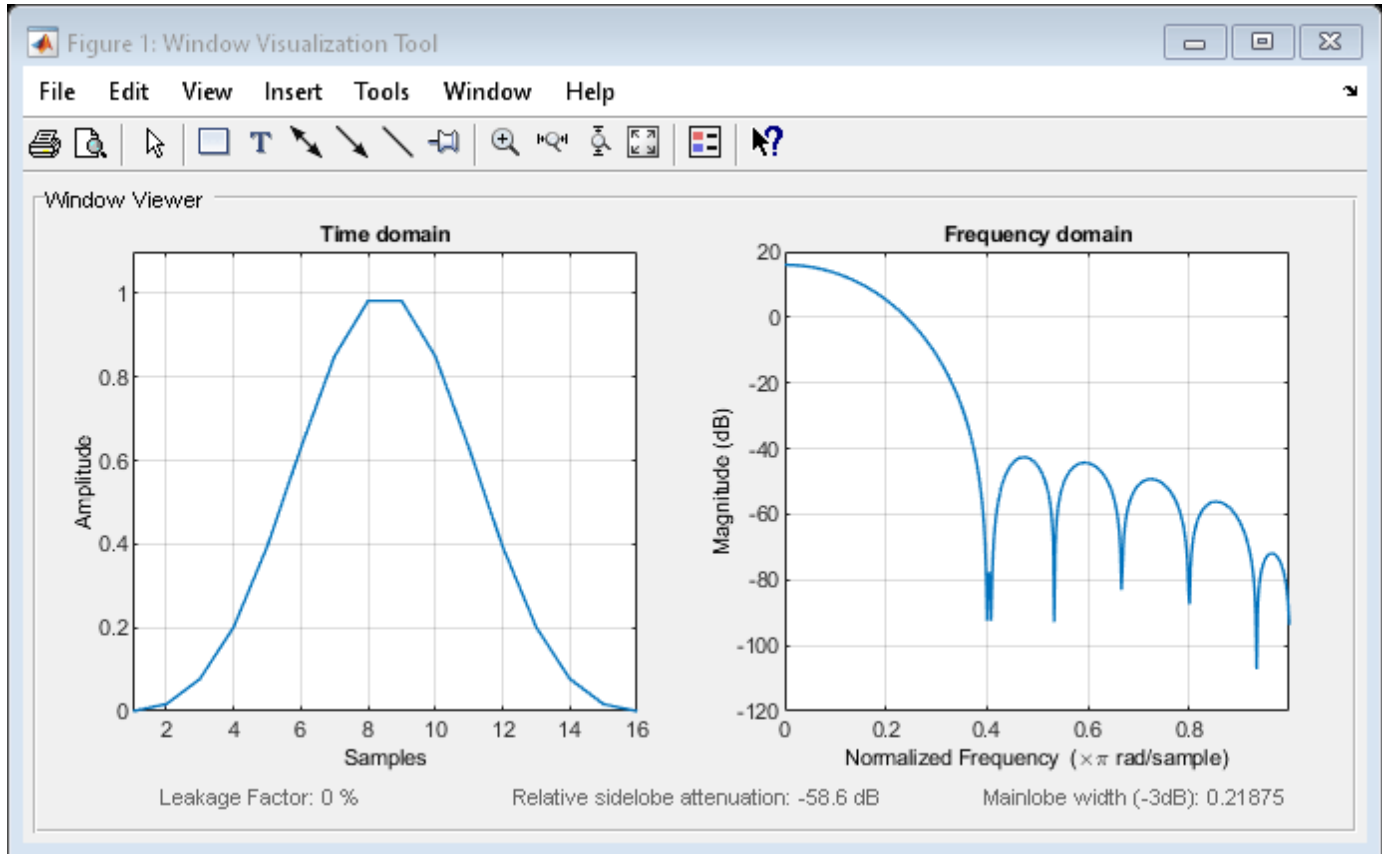 Figure 1: Window Visualization Tool
File Edit View Insert Tools Window Help
T
?
Window Viewer
Time domain
1
0.8
0.6
0.4
0.2
0
2 4 6 8 10 12 14 16
Amplitude
Samples
Frequency domain
20
0
-20
-40
-60
-80
-100
-120
0 0.2 0.4 0.6 0.8
Magnitude (dB)
Normalized Frequency (×π rad/sample)
Leakage Factor: 0 % Relative sidelobe attenuation: -58.6 dB Mainlobe width (-3dB): 0.21875